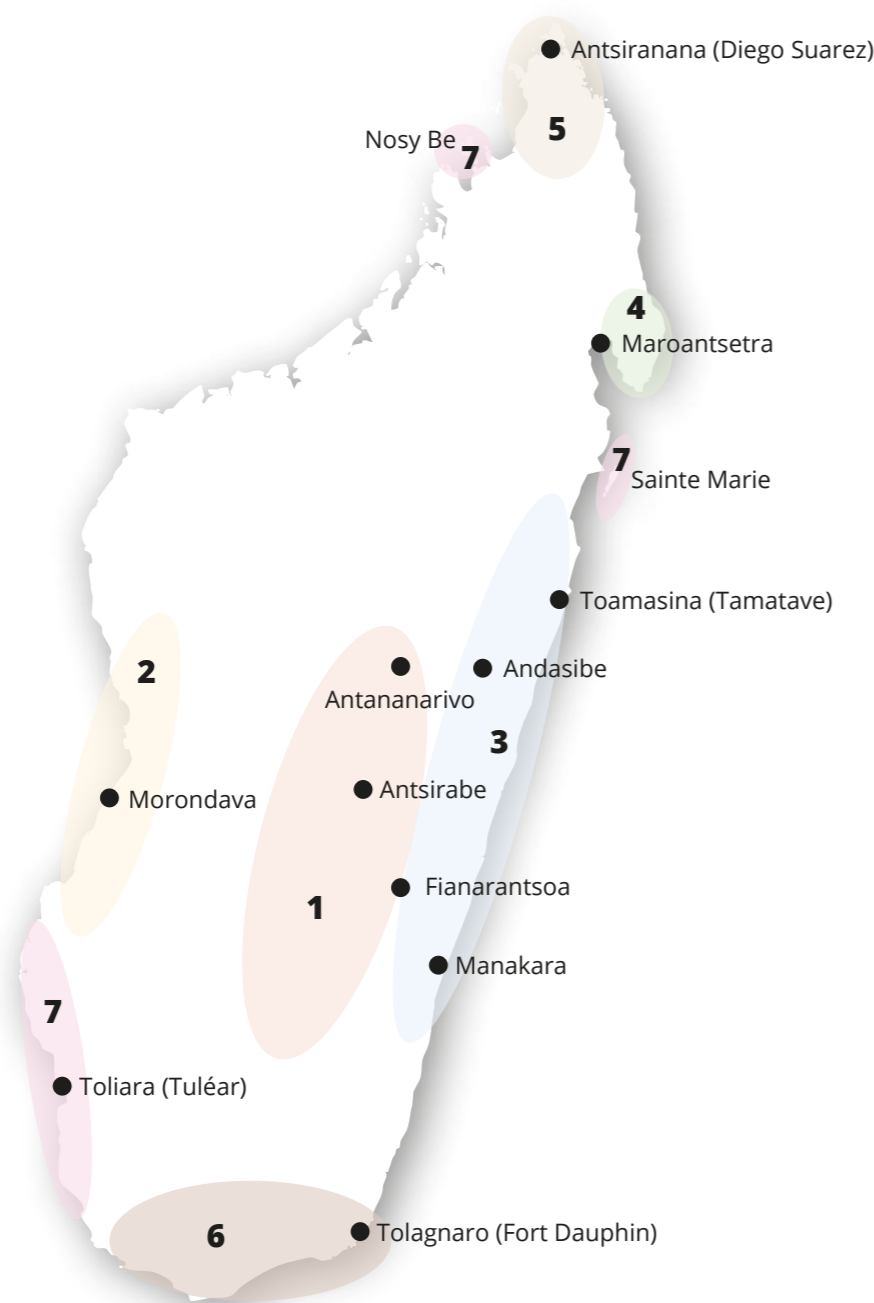 Antsiranana (Diego Suarez)
5
Nosy Be
7
4
Maroantsetra
7
Sainte Marie
Toamasina (Tamatave)
2
Andasibe
Antananarivo
3
Antsirabe
Morondava
Fianarantsoa
1
Manakara
7
Toliara (Tuléar)
6
Tolagnaro (Fort Dauphin)